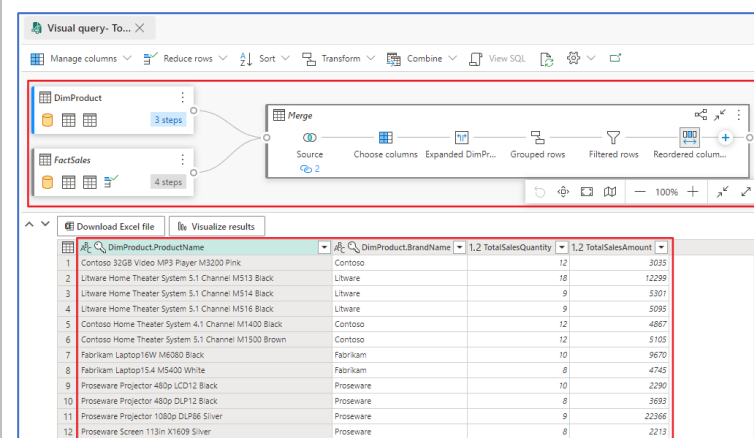 Visual query- To...
Manage columns Reduce rows Sort Transform Combine View SQL
DimProduct
3 steps
FactSales
4 steps
Merge
Source Choose columns Expanded DimPr... Grouped rows Filtered rows Reordered colum...
2
100%
Download Excel file Visualize results
DimProduct.ProductName DimProduct.BrandName 1.2 TotalSalesQuantity 1.2 TotalSalesAmount
1 Contoso 32GB Video MP3 Player M3200 Pink Contoso 12 3035
2 Litware Home Theater System 5.1 Channel M513 Black Litware 18 12299
3 Litware Home Theater System 5.1 Channel M514 Black Litware 9 5301
4 Litware Home Theater System 5.1 Channel M516 Black Litware 9 5095
5 Contoso Home Theater System 4.1 Channel M1400 Black Contoso 12 4867
6 Contoso Home Theater System 5.1 Channel M1500 Brown Contoso 12 5105
7 Fabrikam Laptop16W M6080 Black Fabrikam 10 9670
8 Fabrikam Laptop15.4 M5400 White Fabrikam 8 4745
9 Proseware Projector 480p LCD12 Black Proseware 10 2290
10 Proseware Projector 480p DLP12 Black Proseware 8 3693
11 Proseware Projector 1080p DLP86 Silver Proseware 9 22366
12 Proseware Screen 113in X1609 Silver Proseware 8 2213